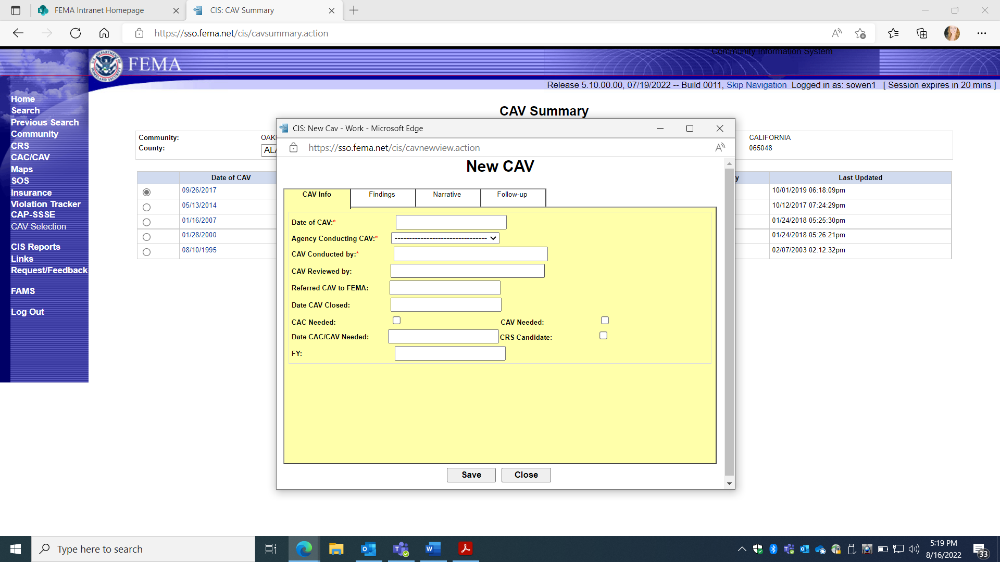 FEMA Intranet Homepage
CIS: CAV Summary
https://sso.fema.net/cis/cavsummary.action
Community Information System
FEMA
Release 5.10.00.00, 07/19/2022 -- Build 0011, Skip Navigation Logged in as: sowen1 [ Session expires in 20 mins ]
Home
Search
Previous Search
Community
CRS
CAC/CAV
Maps
SOS
Insurance
Violation Tracker
CAP-SSSE
CAV Selection
CIS Reports
Links
Request/Feedback
FAMS
Log Out
CAV Summary
Community: OAK CALIFORNIA
County: ALA 065048
Date of CAV y Last Updated
09/26/2017 10/01/2019 06:18:09pm
05/13/2014 10/12/2017 07:24:29pm
01/16/2007 01/24/2018 05:25:30pm
01/28/2000 01/24/2018 05:26:21pm
08/10/1995 02/07/2003 02:12:32pm
CIS: New Cav - Work - Microsoft Edge
https://sso.fema.net/cis/cavnewview.action
New CAV
CAV Info Findings Narrative Follow-up
Date of CAV:*
Agency Conducting CAV:* --------------------------------
CAV Conducted by:*
CAV Reviewed by:
Referred CAV to FEMA:
Date CAV Closed:
CAC Needed: CAV Needed:
Date CAC/CAV Needed: CRS Candidate:
FY:
Save Close
Type here to search
5:19 PM
8/16/2022
33